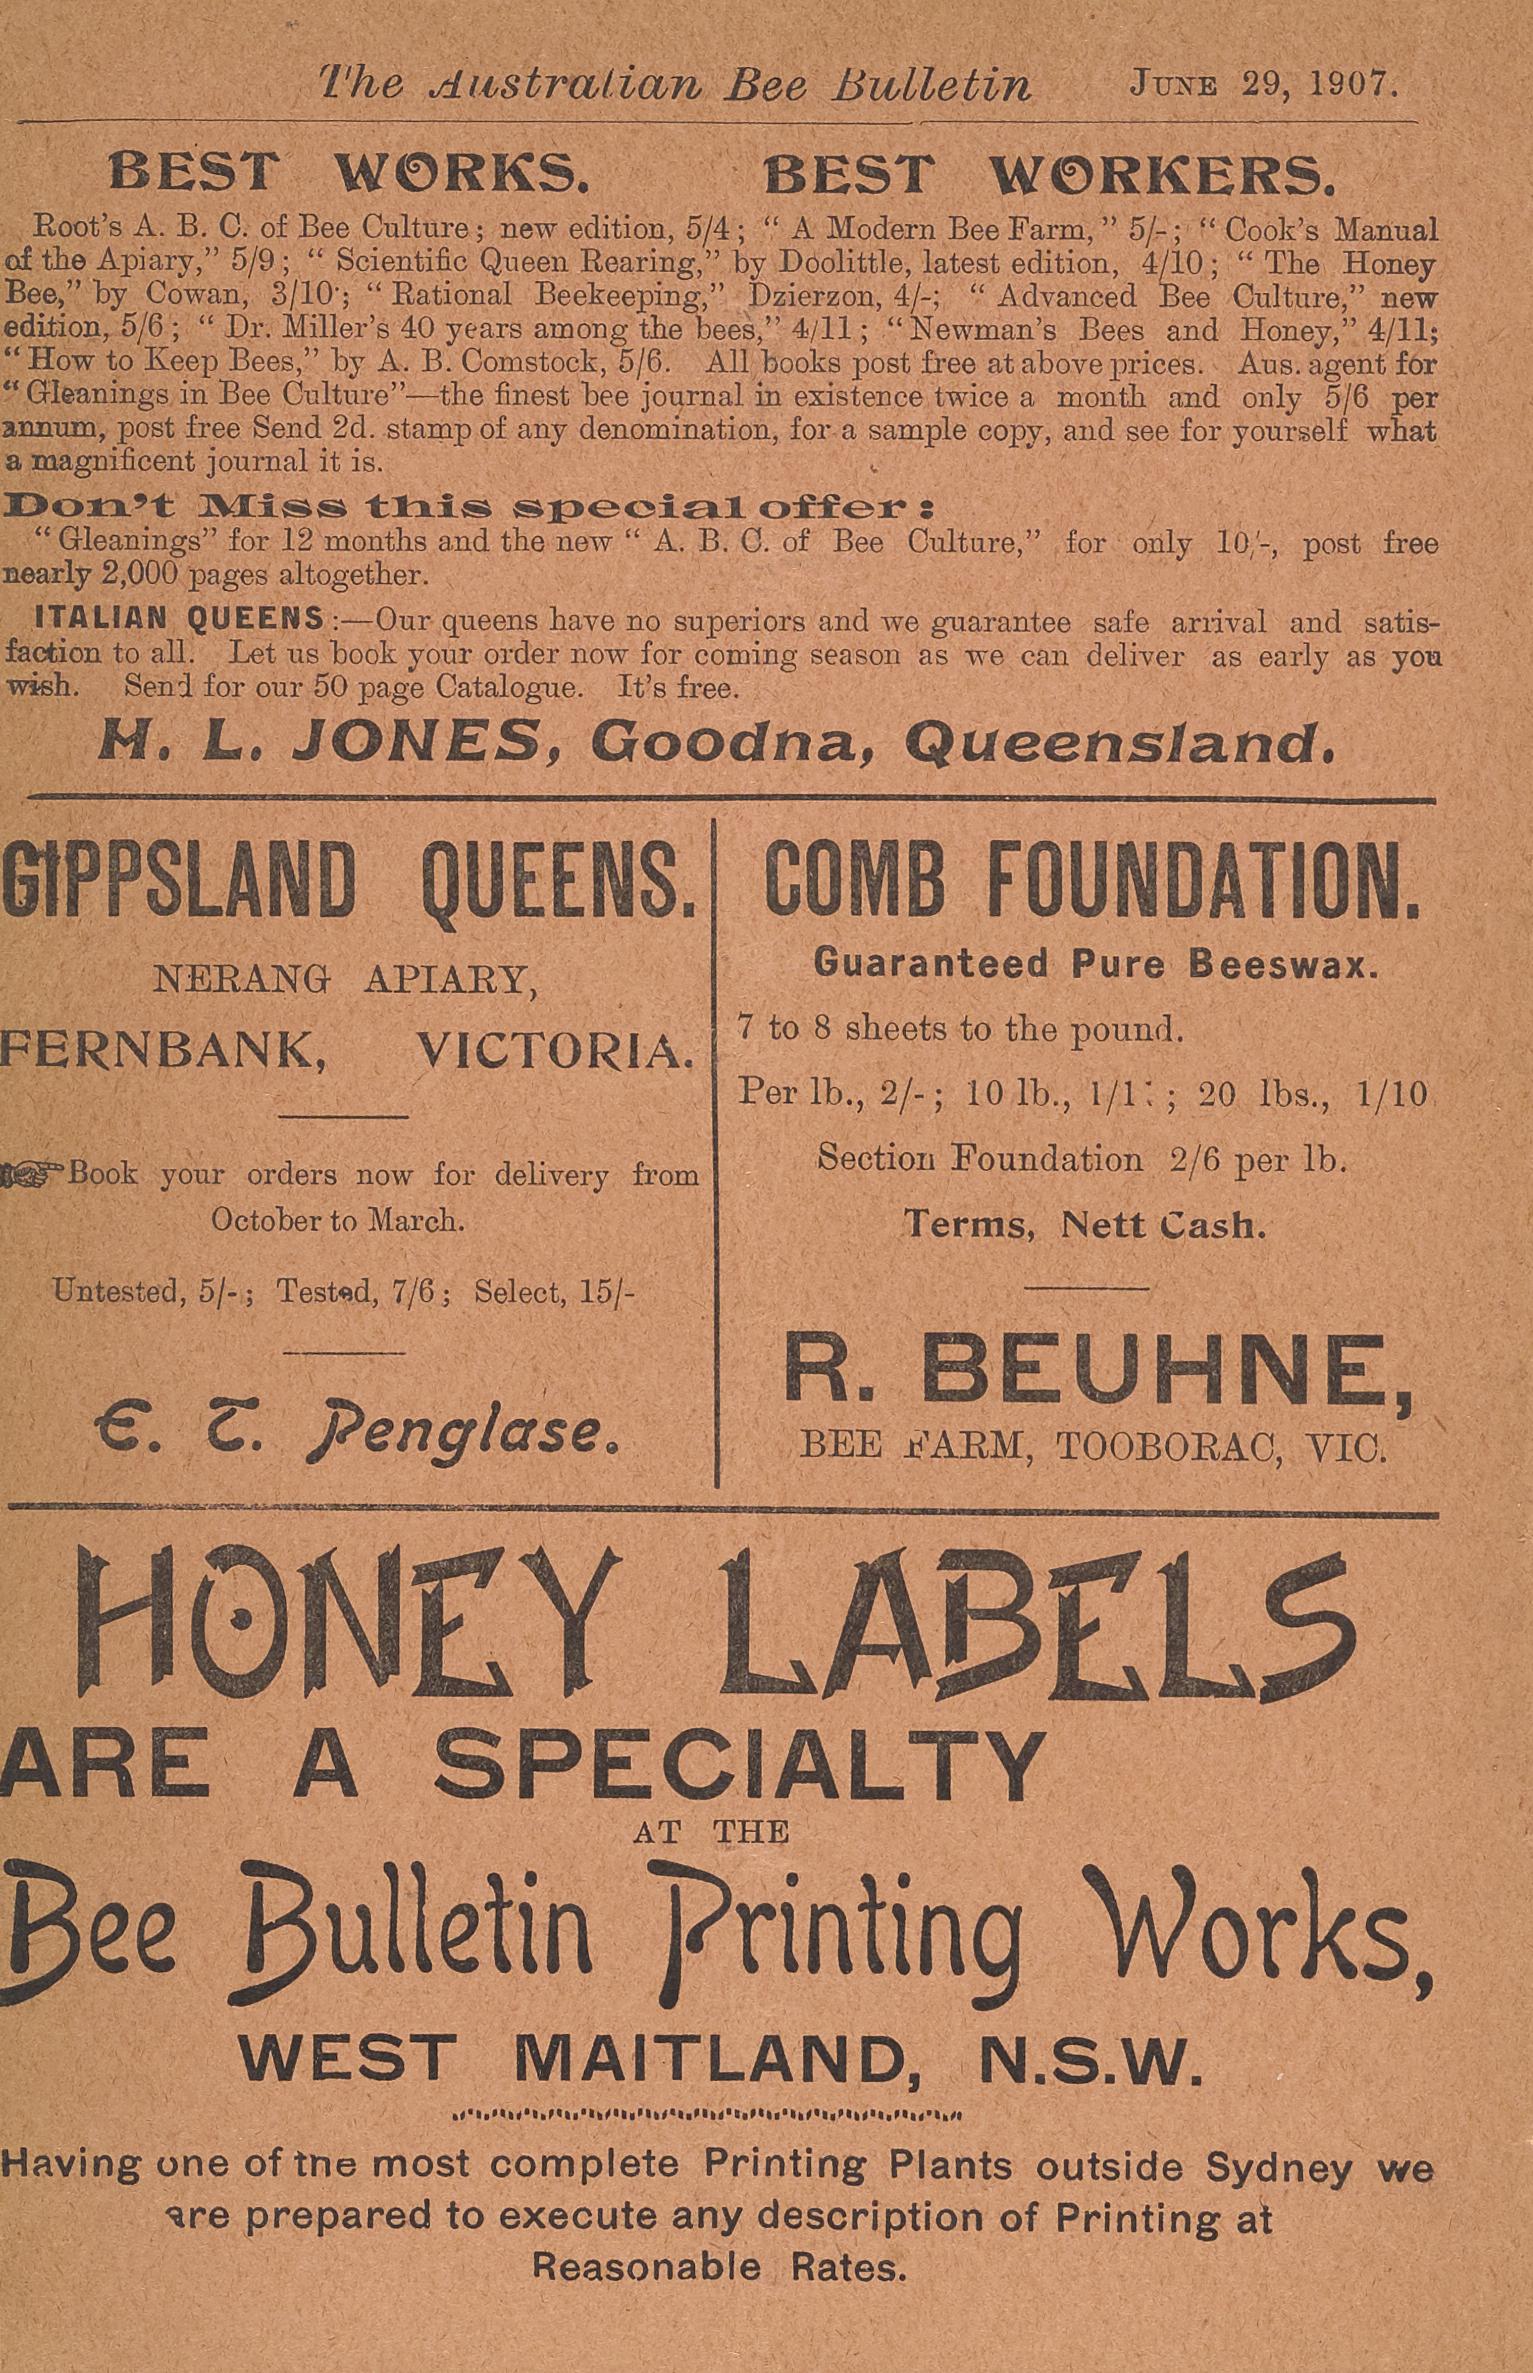 The Australian Bee Bulletin JUNE 29, 1907.
BEST WORKS. BEST WORKERS.
Root's A. B. C. of Bee Culture; new edition, 5/4; "A Modern Bee Farm," 5/-; "Cook's Manual
of the Apiary," 5/9; "Scientific Queen Rearing," by Doolittle, latest edition, 4/10; "The Honey
Bee," by Cowan, 3/10; "Rational Beekeeping," Dzierzon, 4/-; "Advanced Bee Culture," new
edition, 5/6; "Dr. Miller's 40 years among the bees," 4/11; "Newman's Bees and Honey," 4/11;
"How to Keep Bees," by A. B. Comstock, 5/6. All books post free at above prices. Aus. agent for
"Gleanings in Bee Culture"—the finest bee journal in existence twice a month and only 5/6 per
annum, post free Send 2d. stamp of any denomination, for a sample copy, and see for yourself what
a magnificent journal it is.
Don't Miss this special offer:
"Gleanings" for 12 months and the new "A. B. C. of Bee Culture," for only 10/-, post free
nearly 2,000 pages altogether.
ITALIAN QUEENS:—Our queens have no superiors and we guarantee safe arrival and satis-
faction to all. Let us book your order now for coming season as we can deliver as early as you
wish. Send for our 50 page Catalogue. It's free.
H. L. JONES, Goodna, Queensland.
GIPPSLAND QUEENS.
NERANG APIARY,
FERNBANK, VICTORIA.
Book your orders now for delivery from
October to March.
Untested, 5/-; Tested, 7/6; Select, 15/-
E. T. Penglase.
COMB FOUNDATION.
Guaranteed Pure Beeswax.
7 to 8 sheets to the pound.
Per lb., 2/-; 10 lb., ; 20 lbs., 1/10
Section Foundation 2/6 per lb.
Terms, Nett Cash.
R. BEUHNE,
BEE FARM, TOOBORAC, VIC.
HONEY LABELS
ARE A SPECIALTY
AT THE
Bee Bulletin Printing Works,
WEST MAITLAND, N.S.W.
Having one of the most complete Printing Plants outside Sydney we
are prepared to execute any description of Printing at
Reasonable Rates.